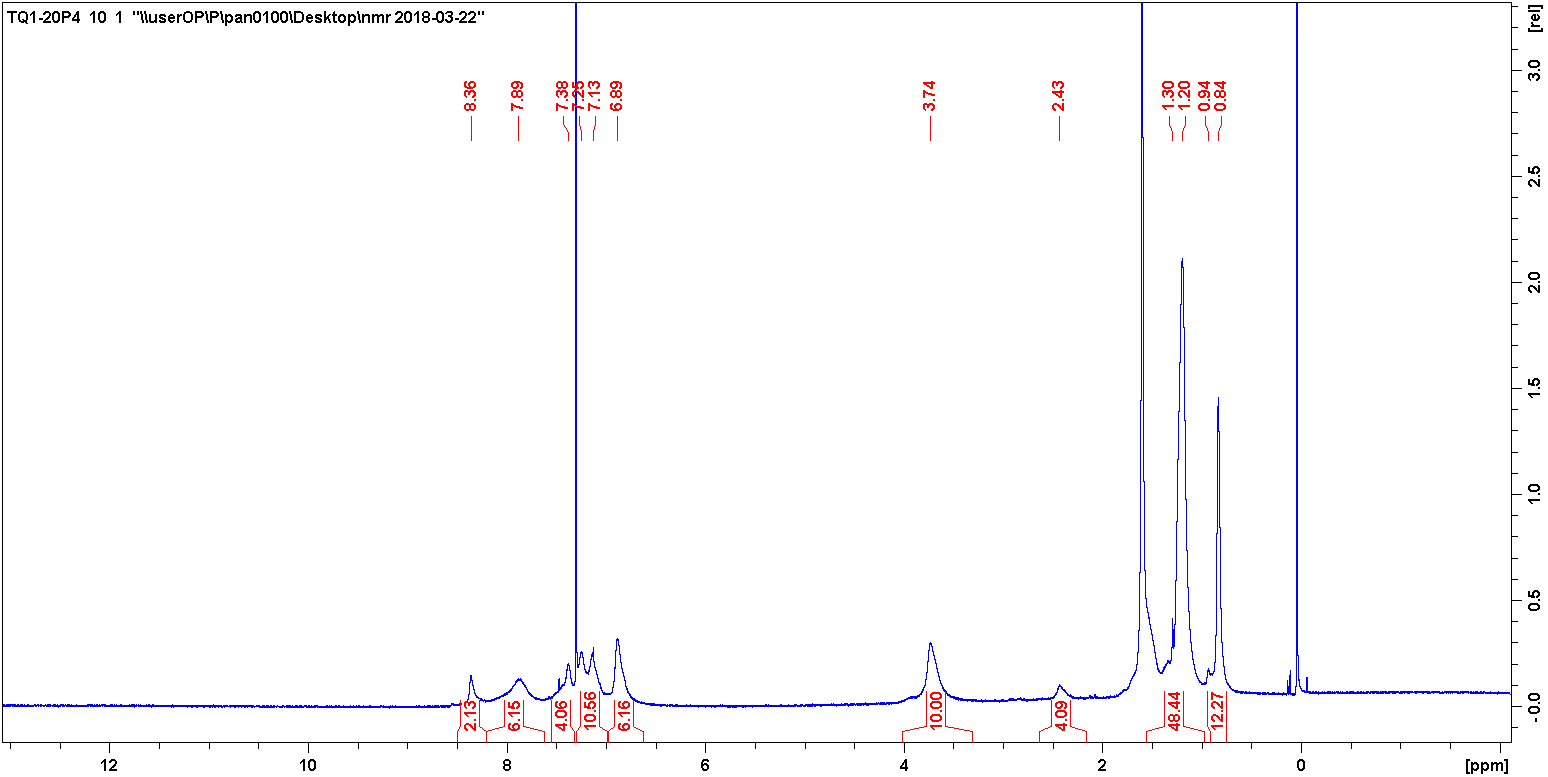 TQ1-20P4 10 1 "\\userOP\P\pan0100\Desktop\nmr 2018-03-22"
[rel]
8.36 7.89 7.38 7.25 7.13 6.89 3.74 2.43 1.30 1.20 0.94 0.84
3.0
2.5
2.0
1.5
1.0
0.5
-0.0
2.13 6.15 4.06 10.56 6.16 10.00 4.09 48.44 12.27
12 10 8 6 4 2 0 [ppm]